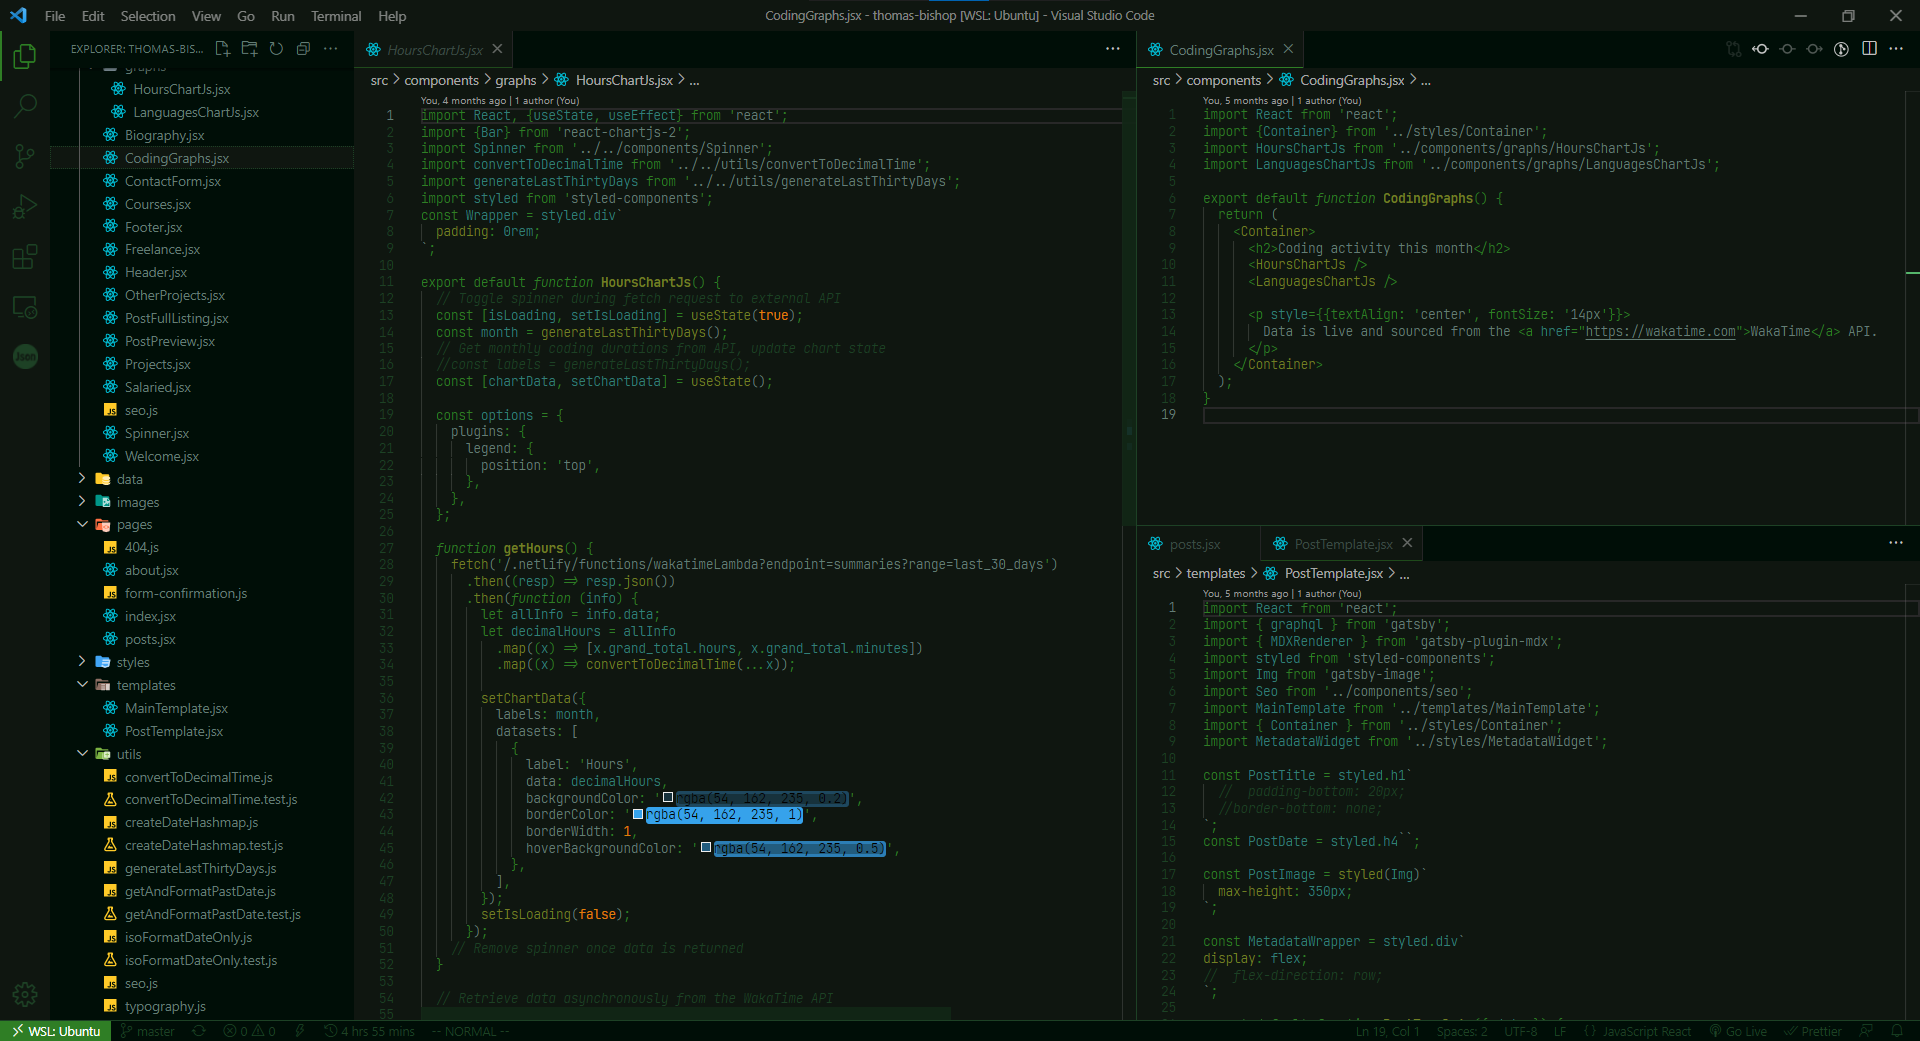 File Edit Selection View Go Run Terminal Help
CodingGraphs.jsx - thomas-bishop [WSL: Ubuntu] - Visual Studio Code
EXPLORER: THOMAS-BIS...
graphs
HoursChartJs.jsx
LanguagesChartJs.jsx
Biography.jsx
CodingGraphs.jsx
ContactForm.jsx
Courses.jsx
Footer.jsx
Freelance.jsx
Header.jsx
OtherProjects.jsx
PostFullListing.jsx
PostPreview.jsx
Projects.jsx
Salaried.jsx
seo.js
Spinner.jsx
Welcome.jsx
data
images
pages
404.js
about.jsx
form-confirmation.js
index.jsx
posts.jsx
styles
templates
MainTemplate.jsx
PostTemplate.jsx
utils
convertToDecimalTime.js
convertToDecimalTime.test.js
createDateHashmap.js
createDateHashmap.test.js
generateLastThirtyDays.js
getAndFormatPastDate.js
getAndFormatPastDate.test.js
isoFormatDateOnly.js
isoFormatDateOnly.test.js
seo.js
typography.js
Json
HoursChartJs.jsx
src > components > graphs > HoursChartJs.jsx > ...
You, 4 months ago | 1 author (You)
1 import React, {useState, useEffect} from 'react';
2 import {Bar} from 'react-chartjs-2';
3 import Spinner from '../../components/Spinner';
4 import convertToDecimalTime from '../../utils/convertToDecimalTime';
5 import generateLastThirtyDays from '../../utils/generateLastThirtyDays';
6 import styled from 'styled-components';
7 const Wrapper = styled.div`
8 padding: 0rem;
9 `;
10
11 export default function HoursChartJs() {
12 // Toggle spinner during fetch request to external API
13 const [isLoading, setIsLoading] = useState(true);
14 const month = generateLastThirtyDays();
15 // Get monthly coding durations from API, update chart state
16 //const labels = generateLastThirtyDays();
17 const [chartData, setChartData] = useState();
18
19 const options = {
20 plugins: {
21 legend: {
22 position: 'top',
23 },
24 },
25 };
26
27 function getHours() {
28 fetch('/.netlify/functions/wakatimeLambda?endpoint=summaries?range=last_30_days')
29 .then((resp) => resp.json())
30 .then(function (info) {
31 let allInfo = info.data;
32 let decimalHours = allInfo
33 .map((x) => [x.grand_total.hours, x.grand_total.minutes])
34 .map((x) => convertToDecimalTime(...x));
35
36 setChartData({
37 labels: month,
38 datasets: [
39 {
40 label: 'Hours',
41 data: decimalHours,
42 backgroundColor: 'rgba(54, 162, 235, 0.2)',
43 borderColor: 'rgba(54, 162, 235, 1)',
44 borderWidth: 1,
45 hoverBackgroundColor: 'rgba(54, 162, 235, 0.5)',
46 },
47 ],
48 });
49 setIsLoading(false);
50 });
51 // Remove spinner once data is returned
52 }
53
54 // Retrieve data asynchronously from the WakaTime API
55
CodingGraphs.jsx
src > components > CodingGraphs.jsx > ...
You, 5 months ago | 1 author (You)
1 import React from 'react';
2 import {Container} from '../styles/Container';
3 import HoursChartJs from '../components/graphs/HoursChartJs';
4 import LanguagesChartJs from '../components/graphs/LanguagesChartJs';
5
6 export default function CodingGraphs() {
7 return (
8 <Container>
9 <h2>Coding activity this month</h2>
10 <HoursChartJs />
11 <LanguagesChartJs />
12
13 <p style={{textAlign: 'center', fontSize: '14px'}}>
14 Data is live and sourced from the <a href="https://wakatime.com">WakaTime</a> API.
15 </p>
16 </Container>
17 );
18 }
19
posts.jsx PostTemplate.jsx
src > templates > PostTemplate.jsx > ...
You, 5 months ago | 1 author (You)
1 import React from 'react';
2 import { graphql } from 'gatsby';
3 import { MDXRenderer } from 'gatsby-plugin-mdx';
4 import styled from 'styled-components';
5 import Img from 'gatsby-image';
6 import Seo from '../components/seo';
7 import MainTemplate from '../templates/MainTemplate';
8 import { Container } from '../styles/Container';
9 import MetadataWidget from '../styles/MetadataWidget';
10
11 const PostTitle = styled.h1`
12 // padding-bottom: 20px;
13 //border-bottom: none;
14 `;
15 const PostDate = styled.h4``;
16
17 const PostImage = styled(Img)`
18 max-height: 350px;
19 `;
20
21 const MetadataWrapper = styled.div`
22 display: flex;
23 // flex-direction: row;
24 `;
25
WSL: Ubuntu master 0 0 4 hrs 55 mins -- NORMAL -- Ln 19, Col 1 Spaces: 2 UTF-8 LF {} JavaScript React Go Live Prettier